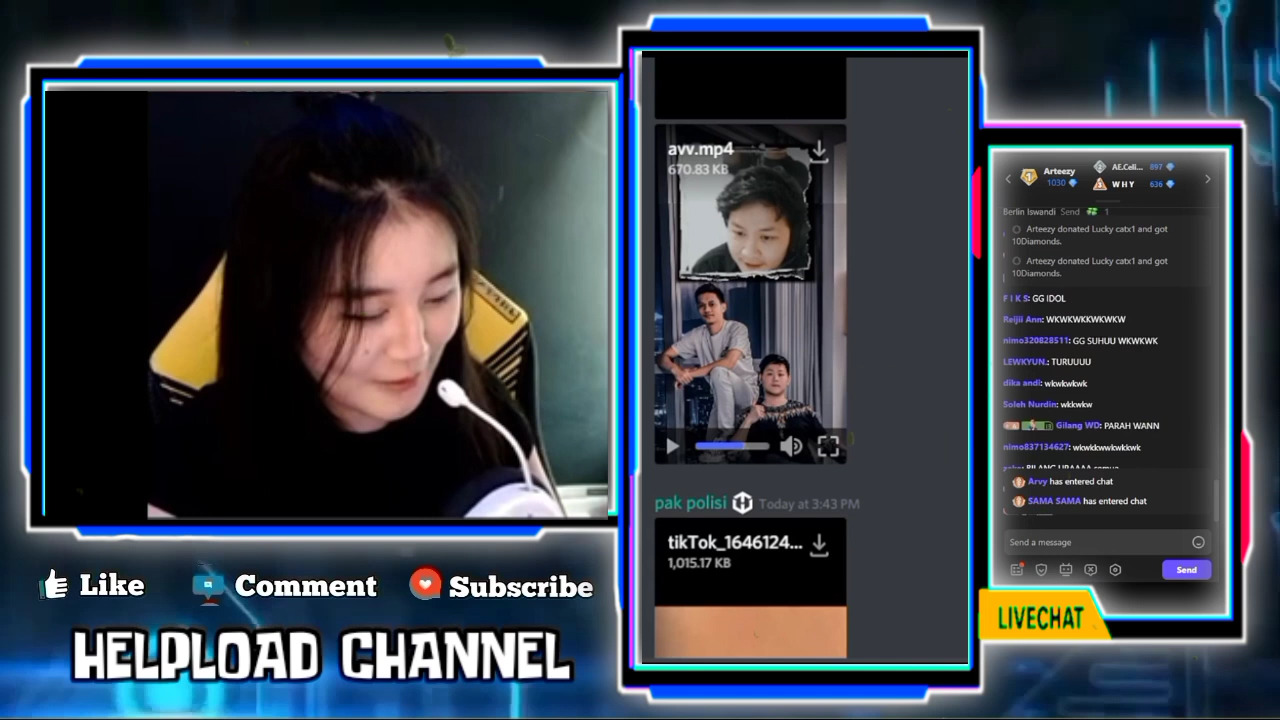 Like
Comment
Subscribe
HELPLOAD CHANNEL
avv.mp4
670.83 KB
pak polisi
Today at 3:43 PM
tikTok_1646124...
1,015.17 KB
Arteezy
1030
AE.Celi... 897
W H Y 636
Berlin Iswandi Send 1
Arteezy donated Lucky catx1 and got
10Diamonds.
Arteezy donated Lucky catx1 and got
10Diamonds.
F I K S: GG IDOL
Reijii Ann: WKWKWKKWKWKW
nimo320828511: GG SUHUU WKWKWK
LEWKYUN.: TURUUUU
dika andi: wkwkwkwk
Soleh Nurdin: wkkwkw
Gilang WD: PARAH WANN
nimo837134627: wkwkkwwkwkkwk
Arvy has entered chat
SAMA SAMA has entered chat
Send a message
Send
LIVECHAT